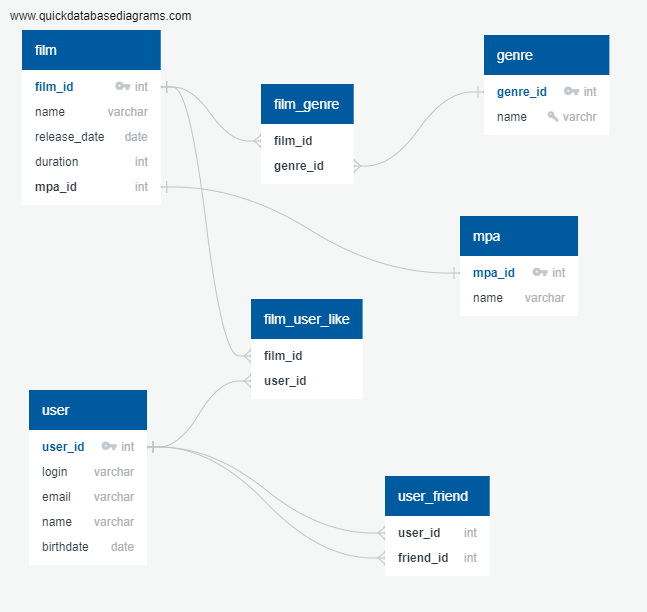 www.quickdatabasediagrams.com
film
film_id int
name varchar
release_date date
duration int
mpa_id int
film_genre
film_id
genre_id
genre
genre_id int
name varchr
mpa
mpa_id int
name varchar
film_user_like
film_id
user_id
user
user_id int
login varchar
email varchar
name varchar
birthdate date
user_friend
user_id int
friend_id int